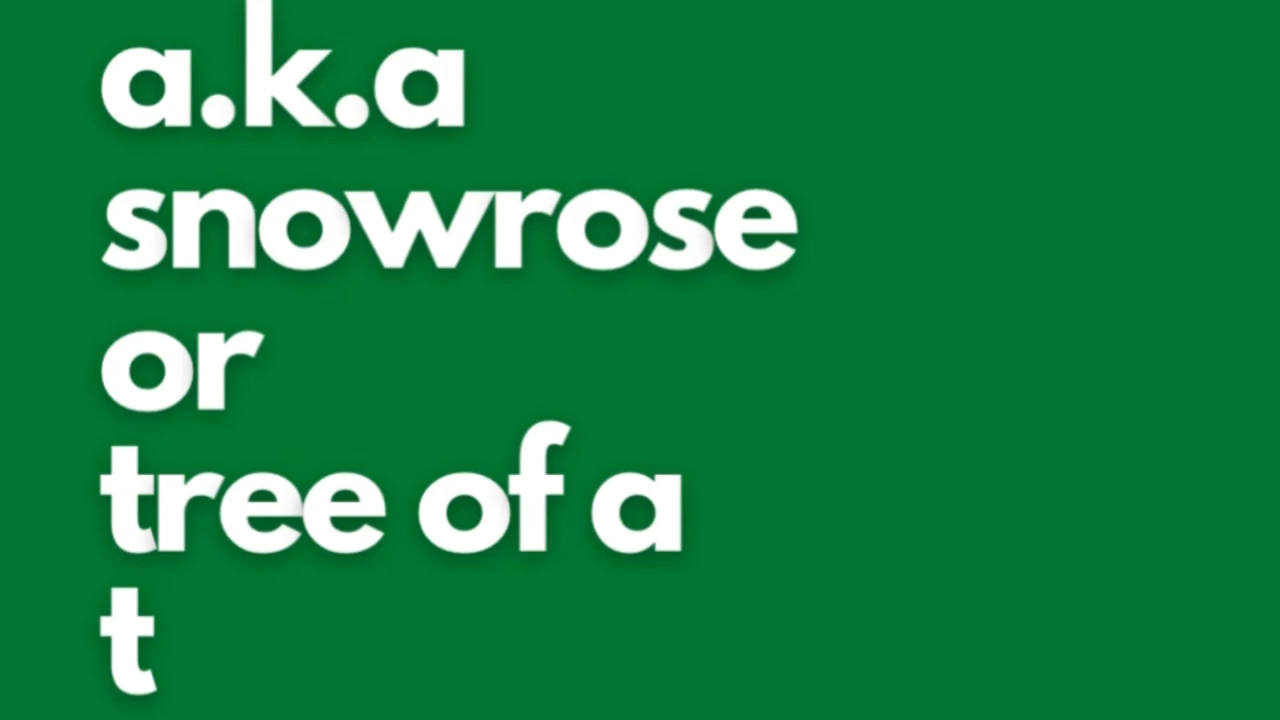 a.k.a
snowrose
or
tree of a
t